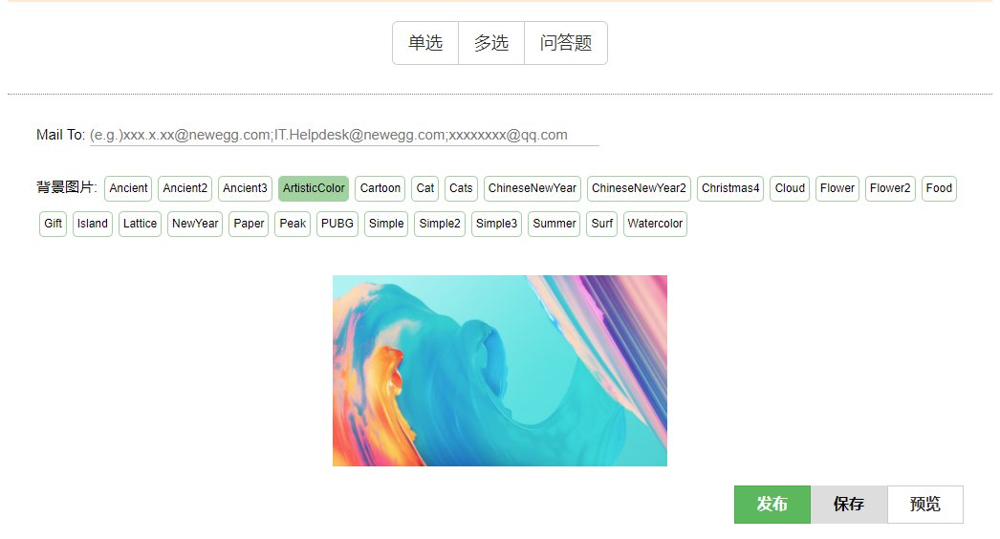 单选 多选 问答题
Mail To: (e.g.)xxx.x.xx@newegg.com;IT.Helpdesk@newegg.com;xxxxxxxx@qq.com
背景图片: Ancient Ancient2 Ancient3 ArtisticColor Cartoon Cat Cats ChineseNewYear ChineseNewYear2 Christmas4 Cloud Flower Flower2 Food
Gift Island Lattice NewYear Paper Peak PUBG Simple Simple2 Simple3 Summer Surf Watercolor
发布 保存 预览